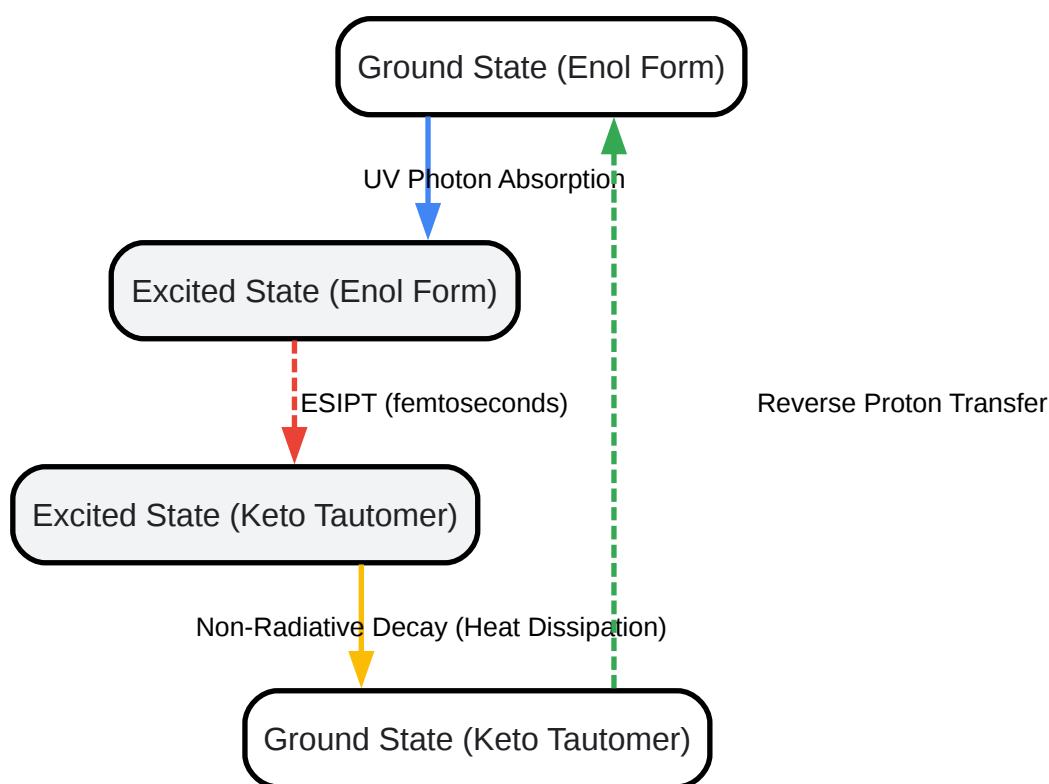 Ground State (Enol Form)
UV Photon Absorption
Excited State (Enol Form)
ESIPT (femtoseconds)
Reverse Proton Transfer
Excited State (Keto Tautomer)
Non-Radiative Decay (Heat Dissipation)
Ground State (Keto Tautomer)